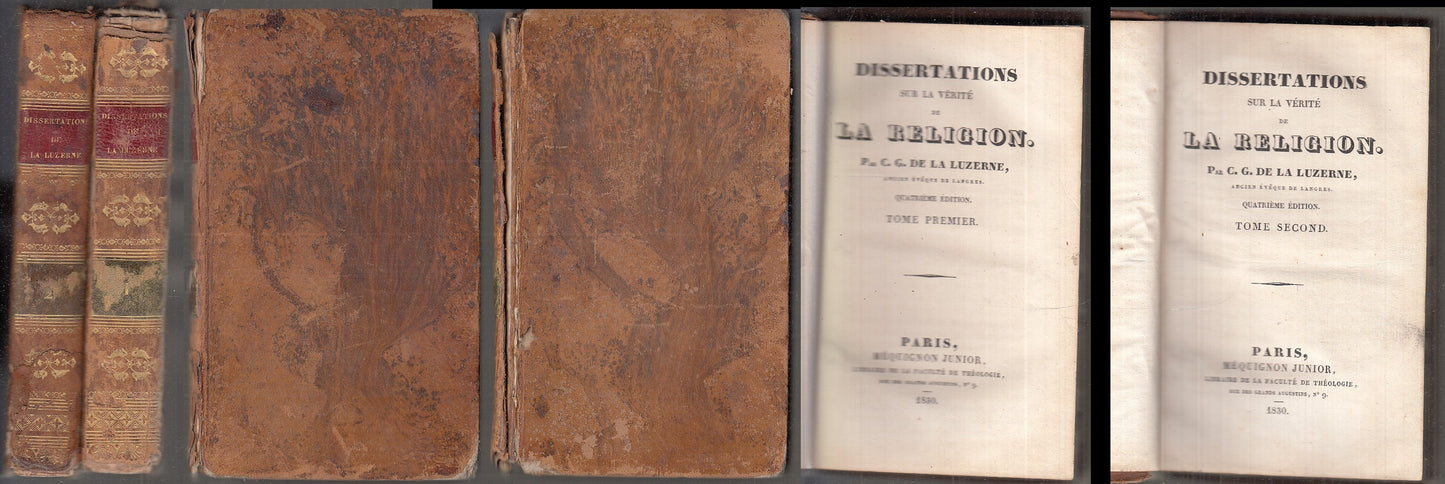 DISSERTATION
DE
LA LUZERNE
2
DISSERTATIONS
DE
LA LUZERNE
1
DISSERTATIONS
SUR LA VÉRITÉ
DE
LA RELIGION.
PAR C. G. DE LA LUZERNE,
ANCIEN ÉVÊQUE DE LANGRES.
QUATRIÈME ÉDITION.
TOME PREMIER.
PARIS,
MÉQUIGNON JUNIOR,
LIBRAIRE DE LA FACULTÉ DE THÉOLOGIE,
RUE DES GRANDS AUGUSTINS, N° 9.
1830.
DISSERTATIONS
SUR LA VÉRITÉ
DE
LA RELIGION.
PAR C. G. DE LA LUZERNE,
ANCIEN ÉVÊQUE DE LANGRES.
QUATRIÈME ÉDITION.
TOME SECOND.
PARIS,
MÉQUIGNON JUNIOR,
LIBRAIRE DE LA FACULTÉ DE THÉOLOGIE,
RUE DES GRANDS AUGUSTINS, N° 9.
1830.